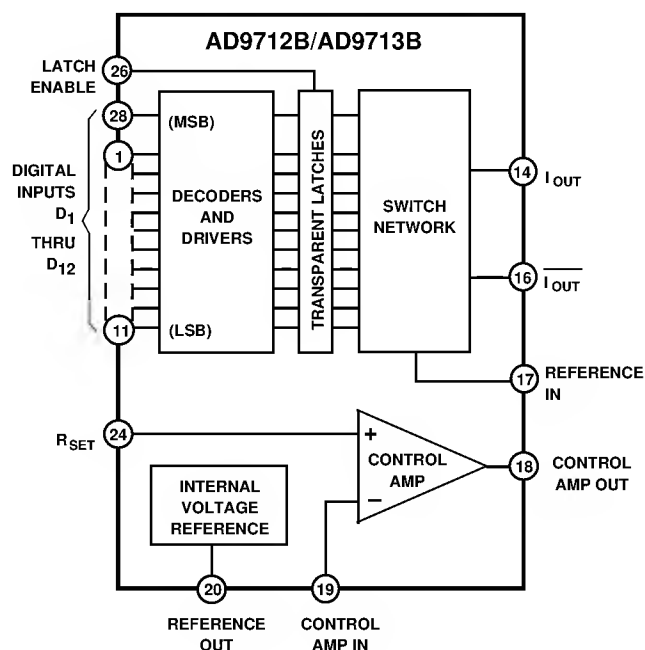 AD9712B/AD9713B
LATCH
ENABLE
26
28
(MSB)
1
DIGITAL
INPUTS
D1
THRU
D12
DECODERS
AND
DRIVERS
TRANSPARENT LATCHES
SWITCH
NETWORK
14
IOUT
16
IOUT
11
(LSB)
17
REFERENCE
IN
RSET
24
+
CONTROL
AMP
–
18
CONTROL
AMP OUT
INTERNAL
VOLTAGE
REFERENCE
20
19
REFERENCE
OUT
CONTROL
AMP IN